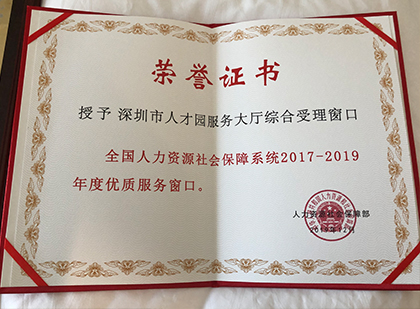 荣誉证书
授予 深圳市人才园服务大厅综合受理窗口
全国人力资源社会保障系统2017-2019
年度优质服务窗口。
人力资源社会保障部